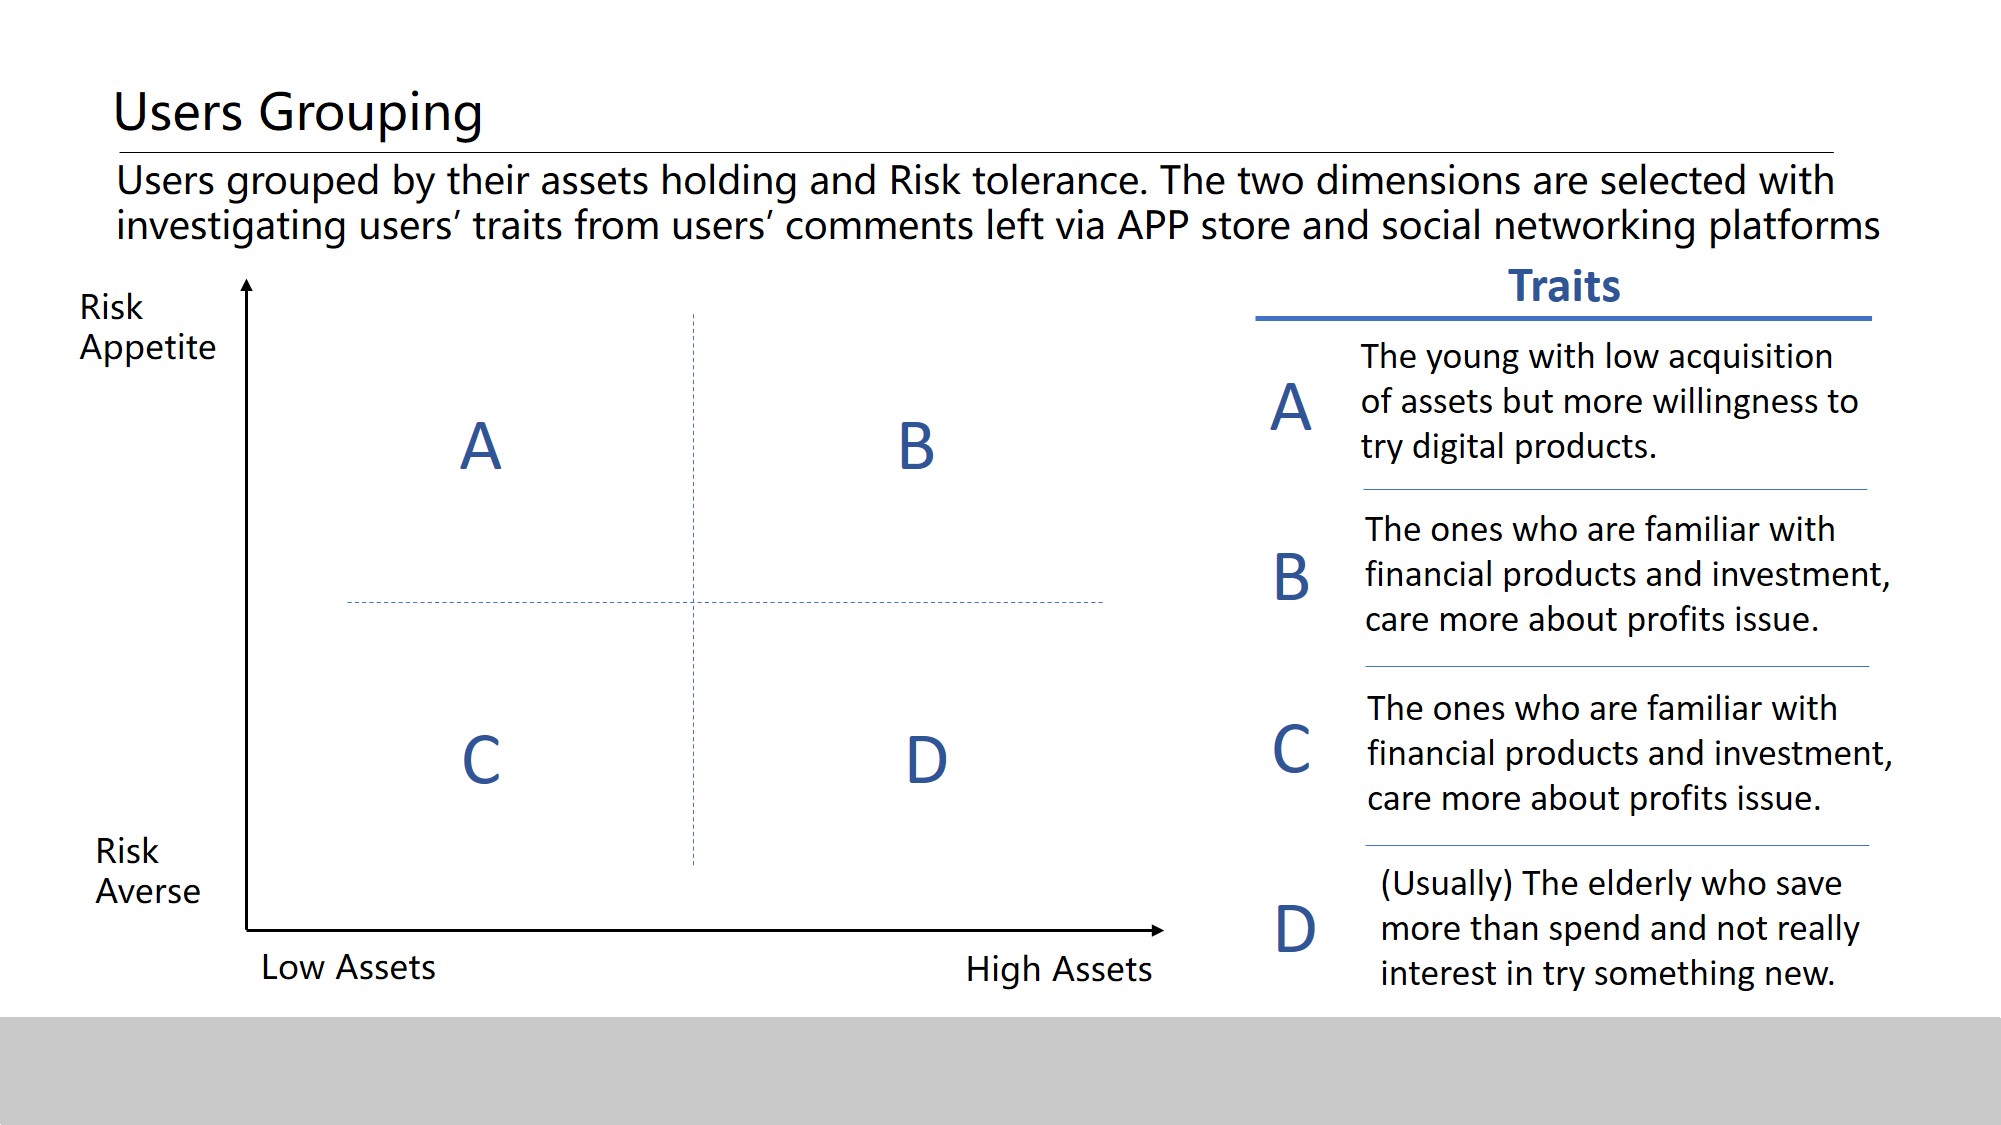 Users Grouping
Users grouped by their assets holding and Risk tolerance. The two dimensions are selected with
investigating users’ traits from users’ comments left via APP store and social networking platforms
Risk
Appetite
A
B
C
D
Risk
Averse
Low Assets
High Assets
Traits
A
The young with low acquisition
of assets but more willingness to
try digital products.
B
The ones who are familiar with
financial products and investment,
care more about profits issue.
C
The ones who are familiar with
financial products and investment,
care more about profits issue.
D
(Usually) The elderly who save
more than spend and not really
interest in try something new.